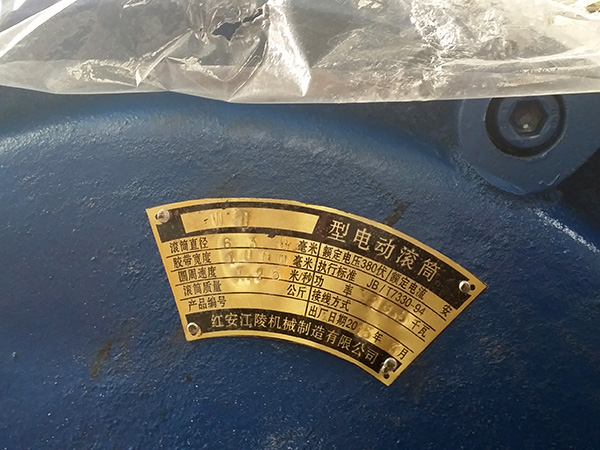 型电动滚筒
滚筒直径 630 毫米 额定电压380伏 额定电流 安
胶带宽度 1000 毫米 执行标准 JB/T7330-94
圆周速度 米/秒 功 率 千瓦
滚筒质量 公斤 接线方式
产品编号 出厂日期20 年 月
红安江陵机械制造有限公司